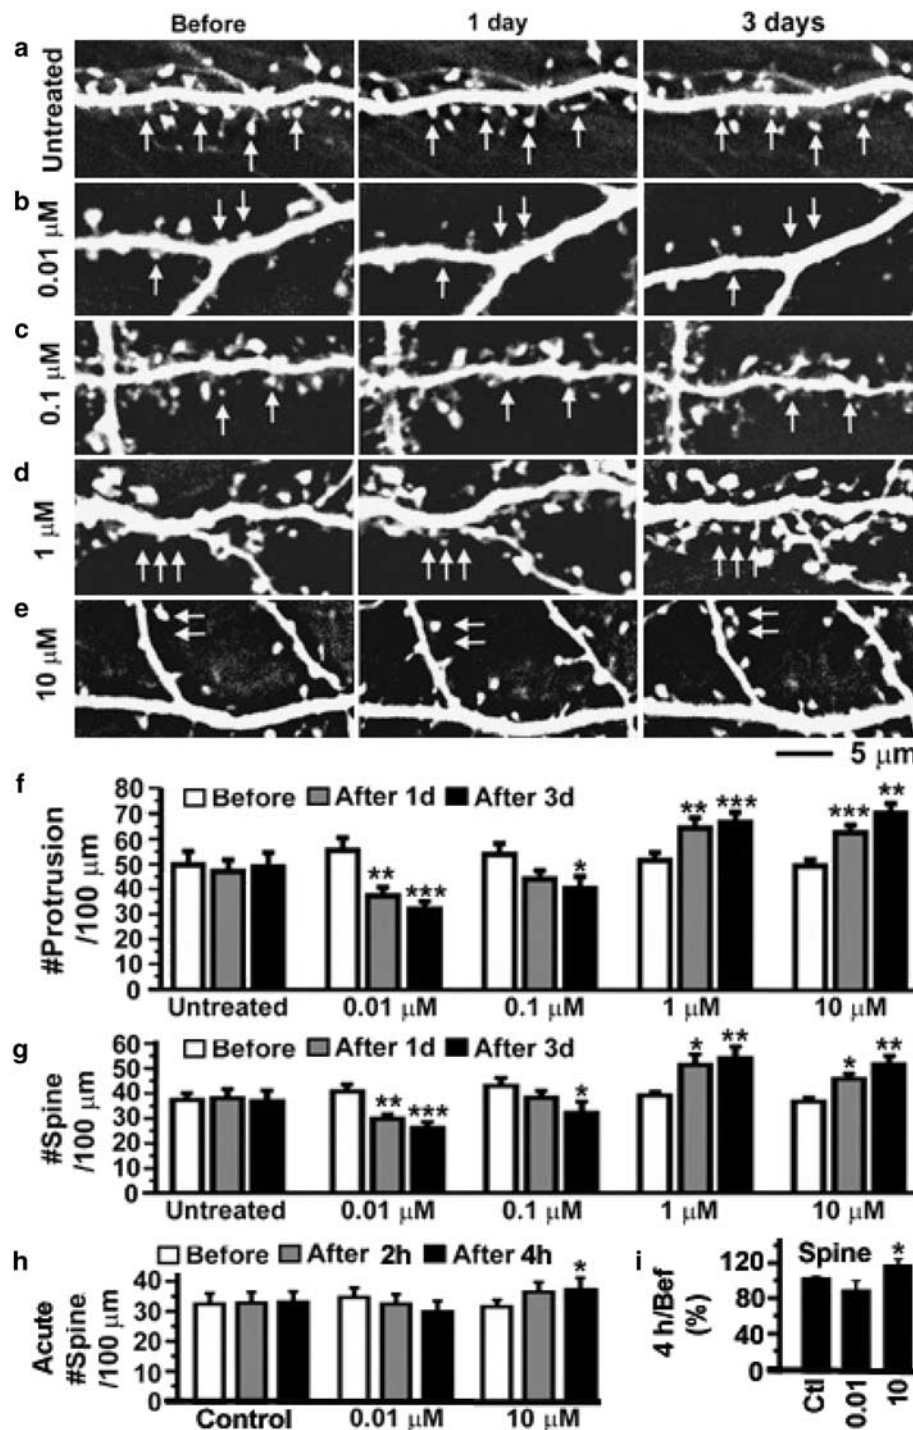 Before 1 day 3 days
a Untreated
b 0.01 μM
c 0.1 μM
d 1 μM
e 10 μM
5 μm
f
80 Before After 1d After 3d
70
60
50
40
30
20
10
0
#Protrusion
/100 μm
** *** * ** *** *** **
Untreated 0.01 μM 0.1 μM 1 μM 10 μM
g
60 Before After 1d After 3d
50
40
30
20
10
0
#Spine
/100 μm
** *** * * ** * **
Untreated 0.01 μM 0.1 μM 1 μM 10 μM
h
Before After 2h After 4h
40
30
20
10
0
Acute
#Spine
/100 μm
*
Control 0.01 μM 10 μM
i
Spine
120
80
40
0
4 h/Bef
(%)
*
Ctl 0.01 10